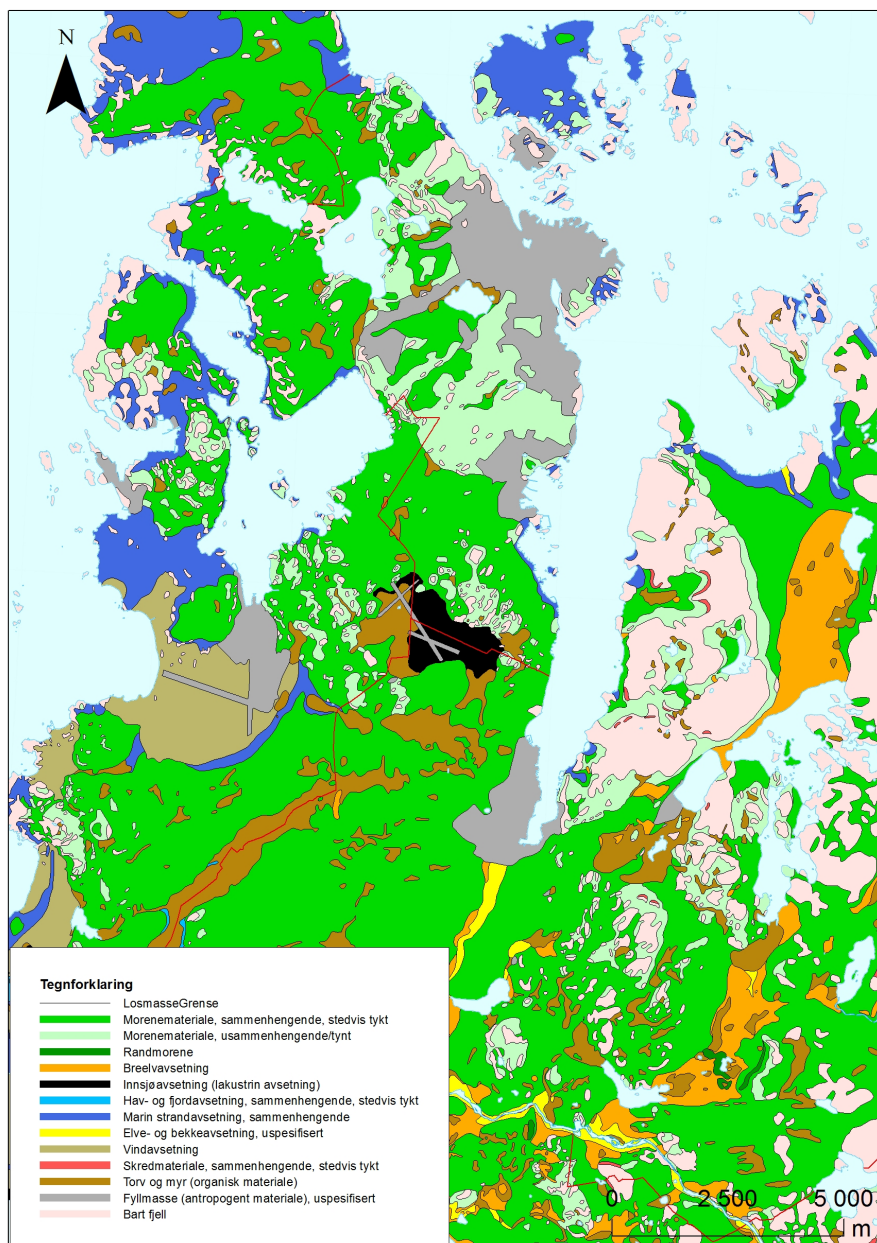 N
Tegnforklaring
LosmasseGrense
Morenemateriale, sammenhengende, stedvis tykt
Morenemateriale, usammenhengende/tynt
Randmorene
Breelvavsetning
Innsjøavsetning (lakustrin avsetning)
Hav- og fjordavsetning, sammenhengende, stedvis tykt
Marin strandavsetning, sammenhengende
Elve- og bekkeavsetning, uspesifisert
Vindavsetning
Skredmateriale, sammenhengende, stedvis tykt
Torv og myr (organisk materiale)
Fyllmasse (antropogent materiale), uspesifisert
Bart fjell
0 2 500 5 000
m